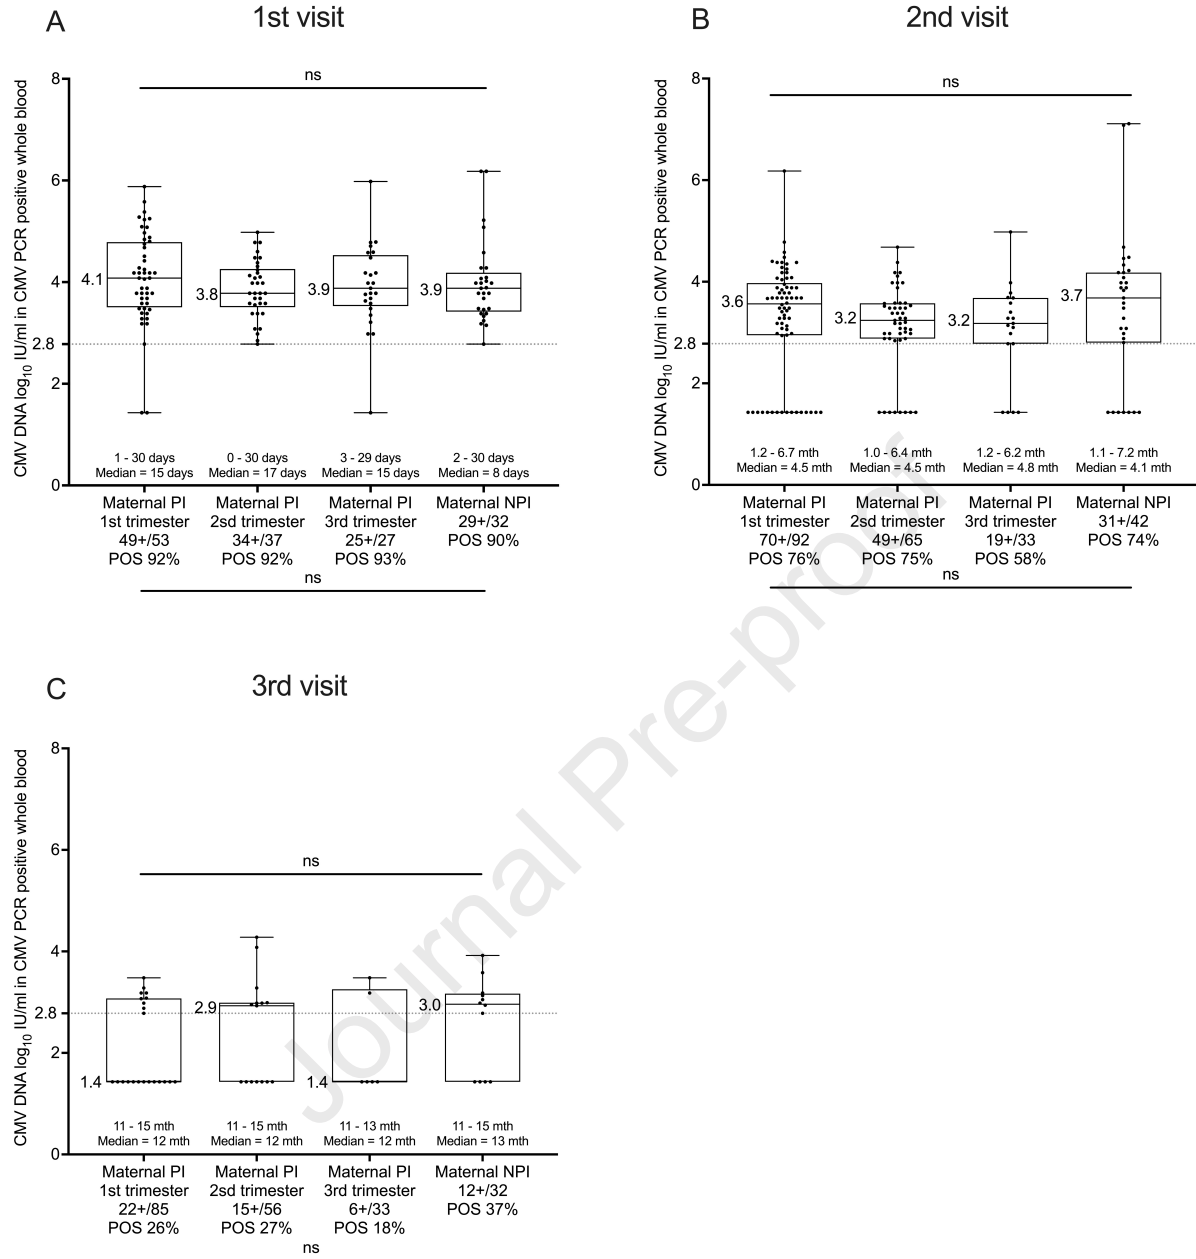 A
1st visit
CMV DNA log10 IU/ml in CMV PCR positive whole blood
8
6
4
2.8
2
0
ns
4.1
3.8
3.9
3.9
1 - 30 days
Median = 15 days
0 - 30 days
Median = 17 days
3 - 29 days
Median = 15 days
2 - 30 days
Median = 8 days
Maternal PI
1st trimester
49+/53
POS 92%
Maternal PI
2sd trimester
34+/37
POS 92%
Maternal PI
3rd trimester
25+/27
POS 93%
Maternal NPI
29+/32
POS 90%
ns
B
2nd visit
CMV DNA log10 IU/ml in CMV PCR positive whole blood
8
6
4
2.8
2
0
ns
3.6
3.2
3.2
3.7
1.2 - 6.7 mth
Median = 4.5 mth
1.0 - 6.4 mth
Median = 4.5 mth
1.2 - 6.2 mth
Median = 4.8 mth
1.1 - 7.2 mth
Median = 4.1 mth
Maternal PI
1st trimester
70+/92
POS 76%
Maternal PI
2sd trimester
49+/65
POS 75%
Maternal PI
3rd trimester
19+/33
POS 58%
Maternal NPI
31+/42
POS 74%
ns
C
3rd visit
CMV DNA log10 IU/ml in CMV PCR positive whole blood
8
6
4
2.8
2
0
ns
1.4
2.9
1.4
3.0
11 - 15 mth
Median = 12 mth
11 - 15 mth
Median = 12 mth
11 - 13 mth
Median = 12 mth
11 - 15 mth
Median = 13 mth
Maternal PI
1st trimester
22+/85
POS 26%
Maternal PI
2sd trimester
15+/56
POS 27%
Maternal PI
3rd trimester
6+/33
POS 18%
Maternal NPI
12+/32
POS 37%
ns
Journal Pre-proof